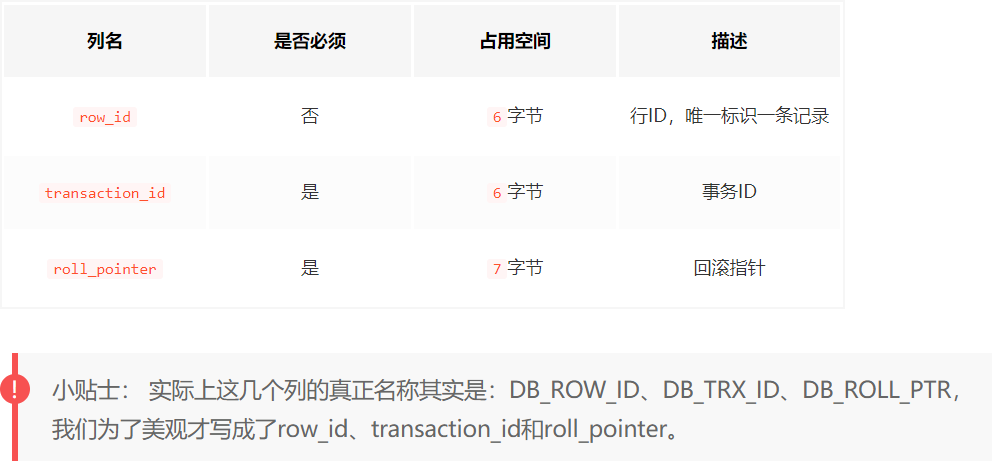 列名 是否必须 占用空间 描述
row_id 否 6 字节 行ID，唯一标识一条记录
transaction_id 是 6 字节 事务ID
roll_pointer 是 7 字节 回滚指针
小贴士： 实际上这几个列的真正名称其实是：DB_ROW_ID、DB_TRX_ID、DB_ROLL_PTR，
我们为了美观才写成了row_id、transaction_id和roll_pointer。